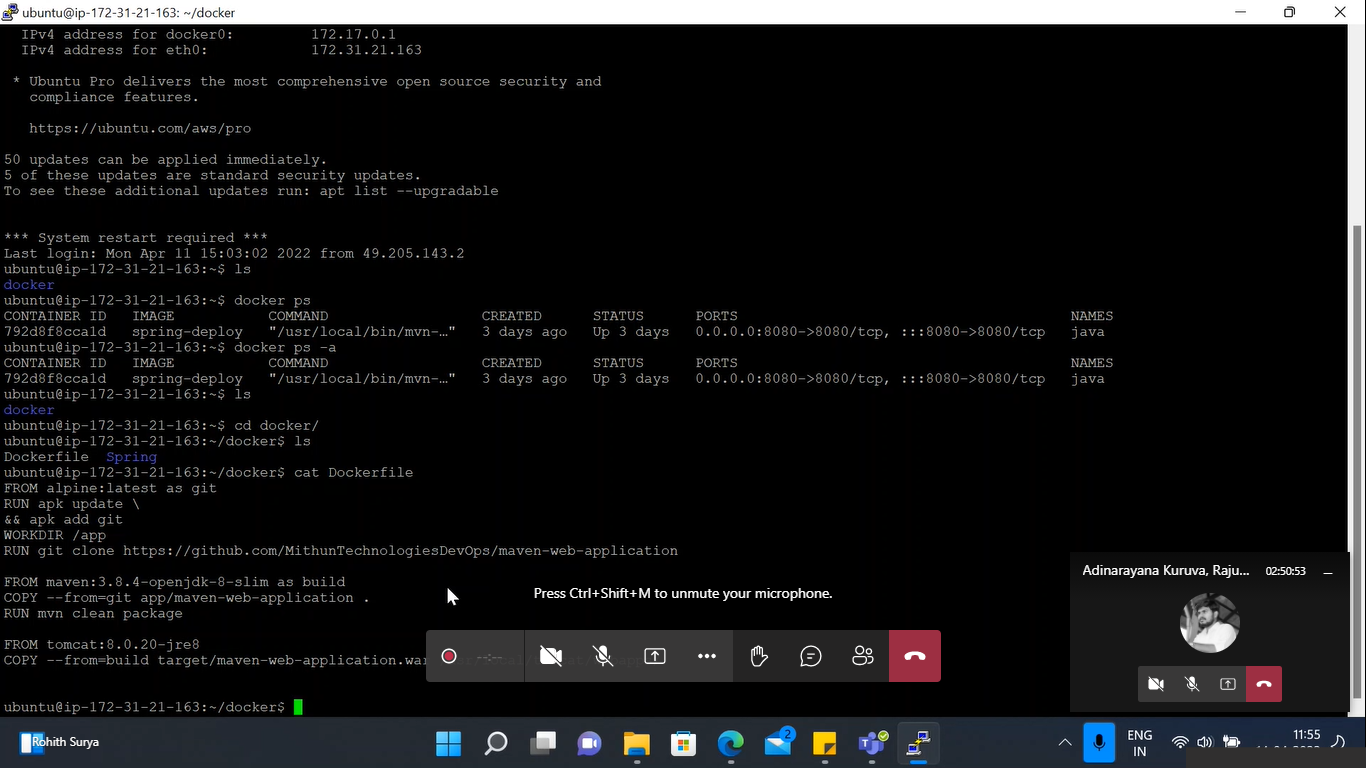 ubuntu@ip-172-31-21-163: ~/docker
IPv4 address for docker0: 172.17.0.1
IPv4 address for eth0: 172.31.21.163
* Ubuntu Pro delivers the most comprehensive open source security and
compliance features.
https://ubuntu.com/aws/pro
50 updates can be applied immediately.
5 of these updates are standard security updates.
To see these additional updates run: apt list --upgradable
*** System restart required ***
Last login: Mon Apr 11 15:03:02 2022 from 49.205.143.2
ubuntu@ip-172-31-21-163:~$ ls
docker
ubuntu@ip-172-31-21-163:~$ docker ps
CONTAINER ID IMAGE COMMAND CREATED STATUS PORTS NAMES
792d8f8cca1d spring-deploy "/usr/local/bin/mvn-…" 3 days ago Up 3 days 0.0.0.0:8080->8080/tcp, :::8080->8080/tcp java
ubuntu@ip-172-31-21-163:~$ docker ps -a
CONTAINER ID IMAGE COMMAND CREATED STATUS PORTS NAMES
792d8f8cca1d spring-deploy "/usr/local/bin/mvn-…" 3 days ago Up 3 days 0.0.0.0:8080->8080/tcp, :::8080->8080/tcp java
ubuntu@ip-172-31-21-163:~$ ls
docker
ubuntu@ip-172-31-21-163:~$ cd docker/
ubuntu@ip-172-31-21-163:~/docker$ ls
Dockerfile Spring
ubuntu@ip-172-31-21-163:~/docker$ cat Dockerfile
FROM alpine:latest as git
RUN apk update \
&& apk add git
WORKDIR /app
RUN git clone https://github.com/MithunTechnologiesDevOps/maven-web-application
FROM maven:3.8.4-openjdk-8-slim as build
COPY --from=git app/maven-web-application .
RUN mvn clean package
FROM tomcat:8.0.20-jre8
COPY --from=build target/maven-web-application.war
ubuntu@ip-172-31-21-163:~/docker$
Press Ctrl+Shift+M to unmute your microphone.
--:--
Adinarayana Kuruva, Raju... 02:50:53
Rohith Surya
2
ENG
IN
11:55